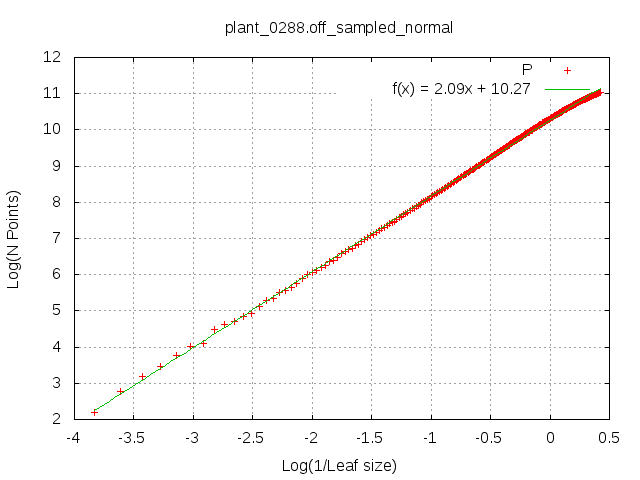 plant_0288.off_sampled_normal
12
11
10
9
8
7
6
5
4
3
2
Log(N Points)
P
f(x) = 2.09x + 10.27
-4 -3.5 -3 -2.5 -2 -1.5 -1 -0.5 0 0.5
Log(1/Leaf size)